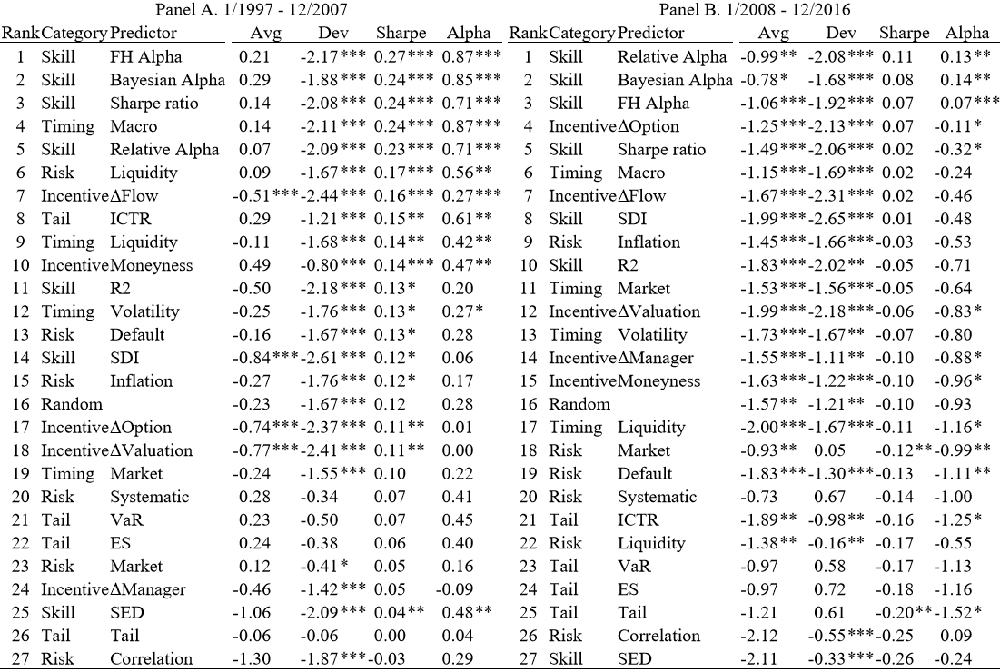 Panel A. 1/1997 - 12/2007 Panel B. 1/2008 - 12/2016
Rank Category Predictor Avg Dev Sharpe Alpha Rank Category Predictor Avg Dev Sharpe Alpha
1 Skill FH Alpha 0.21 -2.17*** 0.27*** 0.87*** 1 Skill Relative Alpha -0.99** -2.08*** 0.11 0.13**
2 Skill Bayesian Alpha 0.29 -1.88*** 0.24*** 0.85*** 2 Skill Bayesian Alpha -0.78* -1.68*** 0.08 0.14**
3 Skill Sharpe ratio 0.14 -2.08*** 0.24*** 0.71*** 3 Skill FH Alpha -1.06*** -1.92*** 0.07 0.07***
4 Timing Macro 0.14 -2.11*** 0.24*** 0.87*** 4 Incentive ΔOption -1.25*** -2.13*** 0.07 -0.11*
5 Skill Relative Alpha 0.07 -2.09*** 0.23*** 0.71*** 5 Skill Sharpe ratio -1.49*** -2.06*** 0.02 -0.32*
6 Risk Liquidity 0.09 -1.67*** 0.17*** 0.56** 6 Timing Macro -1.15*** -1.69*** 0.02 -0.24
7 Incentive ΔFlow -0.51*** -2.44*** 0.16*** 0.27*** 7 Incentive ΔFlow -1.67*** -2.31*** 0.02 -0.46
8 Tail ICTR 0.29 -1.21*** 0.15** 0.61** 8 Skill SDI -1.99*** -2.65*** 0.01 -0.48
9 Timing Liquidity -0.11 -1.68*** 0.14** 0.42** 9 Risk Inflation -1.45*** -1.66*** -0.03 -0.53
10 Incentive Moneyness 0.49 -0.80*** 0.14*** 0.47** 10 Skill R2 -1.83*** -2.02** -0.05 -0.71
11 Skill R2 -0.50 -2.18*** 0.13* 0.20 11 Timing Market -1.53*** -1.56*** -0.05 -0.64
12 Timing Volatility -0.25 -1.76*** 0.13* 0.27* 12 Incentive ΔValuation -1.99*** -2.18*** -0.06 -0.83*
13 Risk Default -0.16 -1.67*** 0.13* 0.28 13 Timing Volatility -1.73*** -1.67** -0.07 -0.80
14 Skill SDI -0.84*** -2.61*** 0.12* 0.06 14 Incentive ΔManager -1.55*** -1.11** -0.10 -0.88*
15 Risk Inflation -0.27 -1.76*** 0.12* 0.17 15 Incentive Moneyness -1.63*** -1.22*** -0.10 -0.96*
16 Random -0.23 -1.67*** 0.12 0.28 16 Random -1.57** -1.21** -0.10 -0.93
17 Incentive ΔOption -0.74*** -2.37*** 0.11** 0.01 17 Timing Liquidity -2.00*** -1.67*** -0.11 -1.16*
18 Incentive ΔValuation -0.77*** -2.41*** 0.11** 0.00 18 Risk Market -0.93** 0.05 -0.12** -0.99**
19 Timing Market -0.24 -1.55*** 0.10 0.22 19 Risk Default -1.83*** -1.30*** -0.13 -1.11**
20 Risk Systematic 0.28 -0.34 0.07 0.41 20 Risk Systematic -0.73 0.67 -0.14 -1.00
21 Tail VaR 0.23 -0.50 0.07 0.45 21 Tail ICTR -1.89** -0.98** -0.16 -1.25*
22 Tail ES 0.24 -0.38 0.06 0.40 22 Risk Liquidity -1.38** -0.16** -0.17 -0.55
23 Risk Market 0.12 -0.41* 0.05 0.16 23 Tail VaR -0.97 0.58 -0.17 -1.13
24 Incentive ΔManager -0.46 -1.42*** 0.05 -0.09 24 Tail ES -0.97 0.72 -0.18 -1.16
25 Skill SED -1.06 -2.09*** 0.04** 0.48** 25 Tail Tail -1.21 0.61 -0.20** -1.52*
26 Tail Tail -0.06 -0.06 0.00 0.04 26 Risk Correlation -2.12 -0.55*** -0.25 0.09
27 Risk Correlation -1.30 -1.87*** -0.03 0.29 27 Skill SED -2.11 -0.33*** -0.26 -0.24